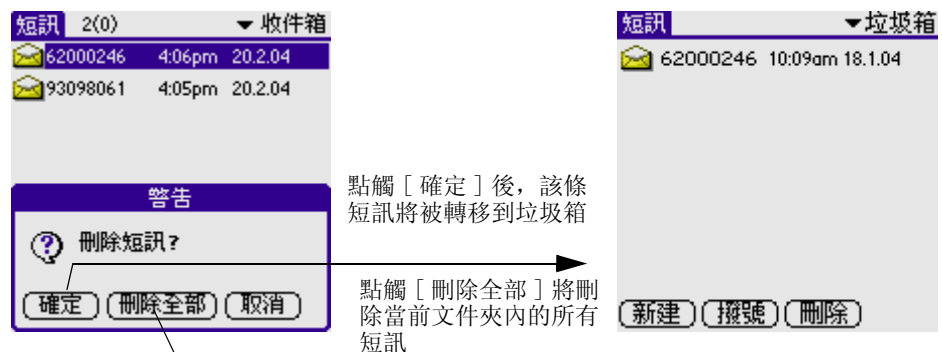 短訊 2(0) 收件箱
62000246 4:06pm 20.2.04
93098061 4:05pm 20.2.04
警告
刪除短訊?
確定 刪除全部 取消
點觸［確定］後，該條
短訊將被轉移到垃圾箱
點觸［刪除全部］將刪
除當前文件夾內的所有
短訊
短訊 垃圾箱
62000246 10:09am 18.1.04
新建 撥號 刪除